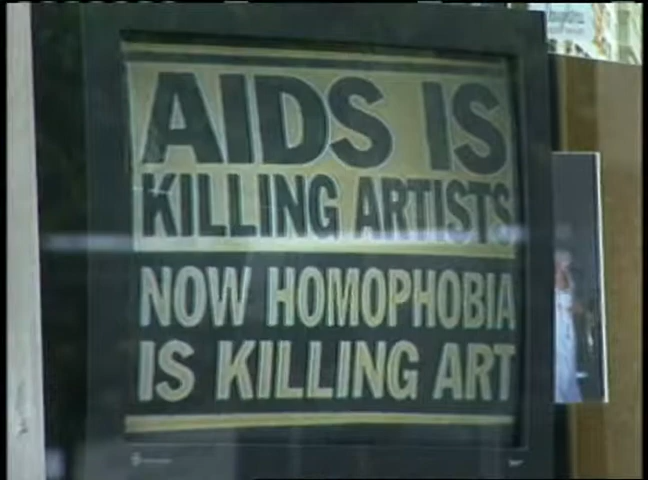 AIDS IS
KILLING ARTISTS
NOW HOMOPHOBIA
IS KILLING ART